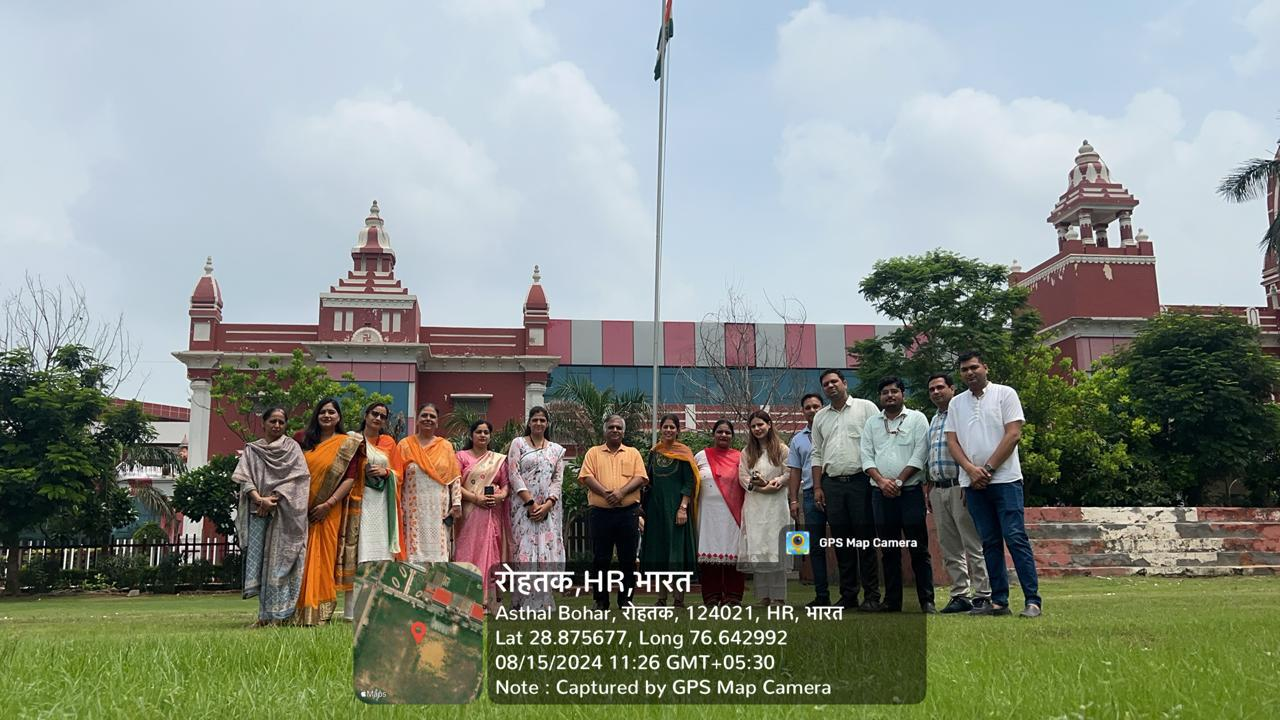 GPS Map Camera
रोहतक,HR,भारत
Asthal Bohar, रोहतक, 124021, HR, भारत
Lat 28.875677, Long 76.642992
08/15/2024 11:26 GMT+05:30
Note : Captured by GPS Map Camera
Maps